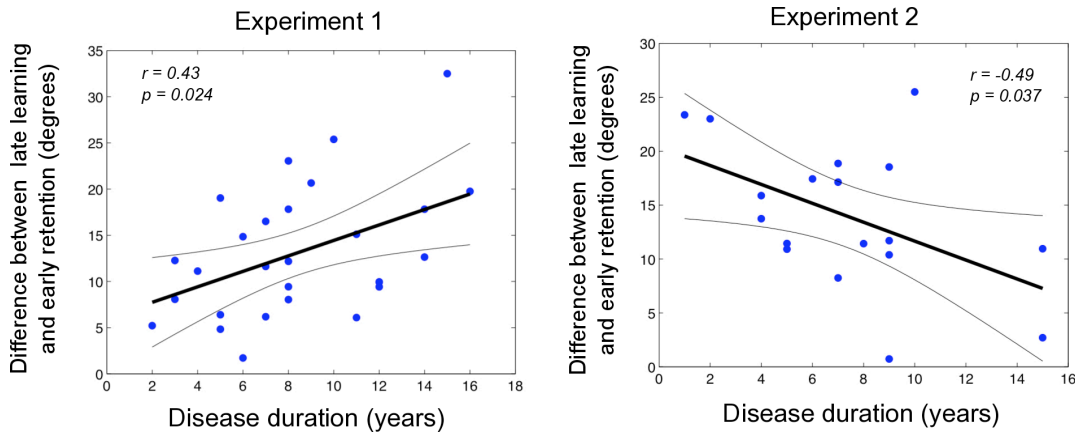 Experiment 1
Difference between late learning
and early retention (degrees)
r = 0.43
p = 0.024
35
30
25
20
15
10
5
0
0 2 4 6 8 10 12 14 16 18
Disease duration (years)
Experiment 2
Difference between late learning
and early retention (degrees)
r = -0.49
p = 0.037
30
25
20
15
10
5
0
0 2 4 6 8 10 12 14 16
Disease duration (years)